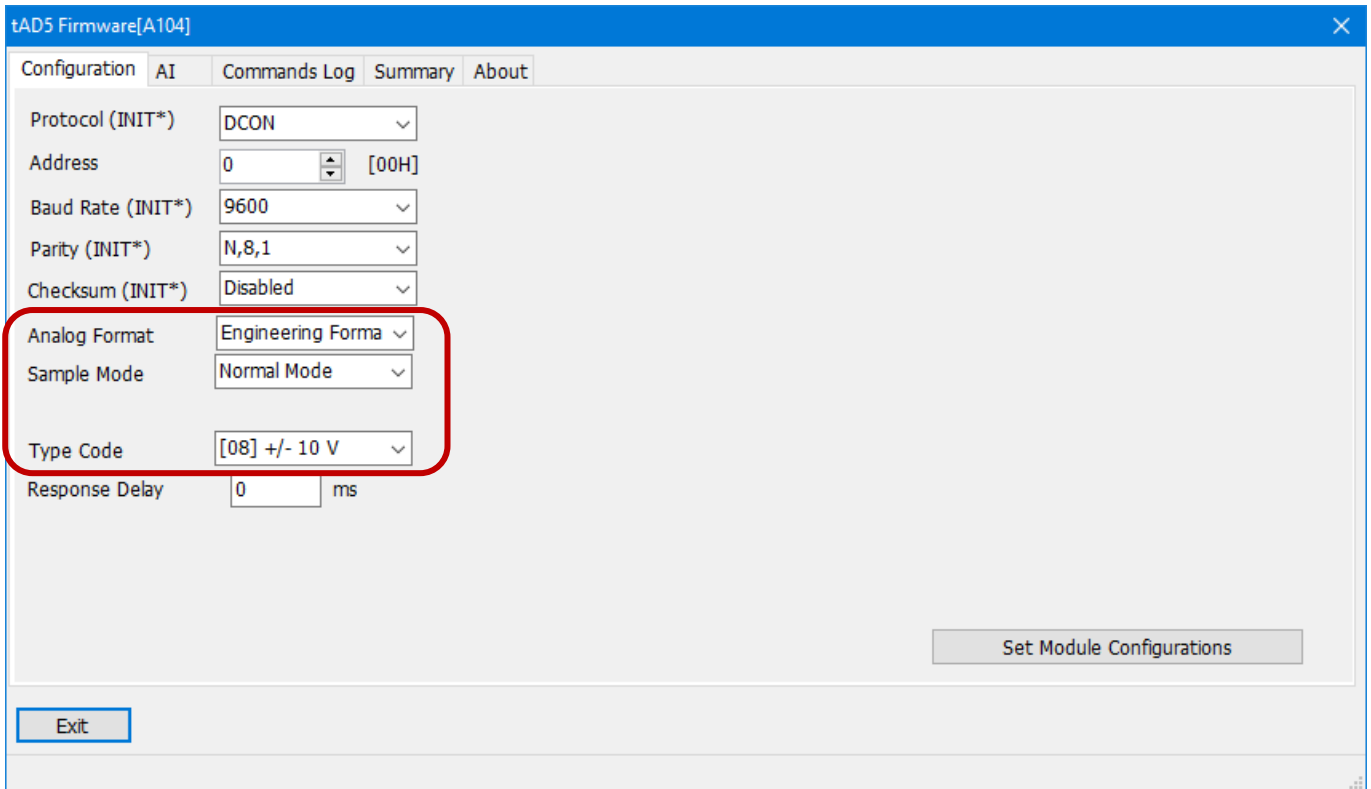 tAD5 Firmware[A104]
Configuration AI Commands Log Summary About
Protocol (INIT*) DCON
Address 0 [00H]
Baud Rate (INIT*) 9600
Parity (INIT*) N,8,1
Checksum (INIT*) Disabled
Analog Format Engineering Forma
Sample Mode Normal Mode
Type Code [08] +/- 10 V
Response Delay 0 ms
Set Module Configurations
Exit